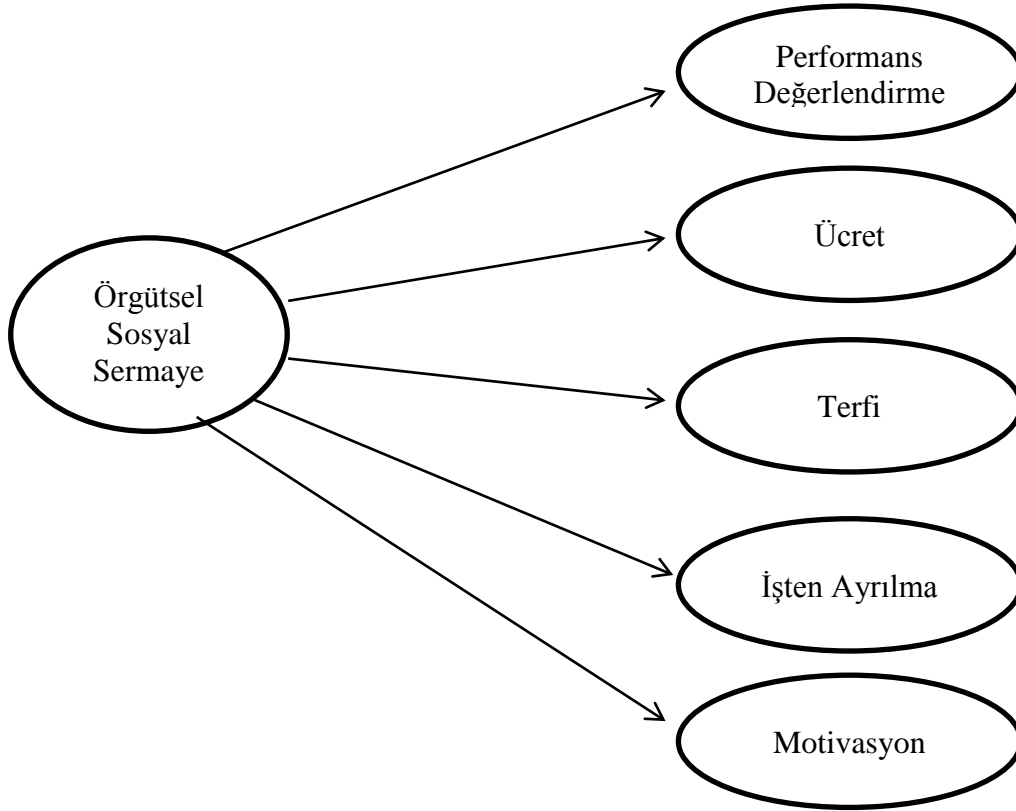 Performans
Değerlendirme
Ücret
Örgütsel
Sosyal
Sermaye
Terfi
İşten Ayrılma
Motivasyon